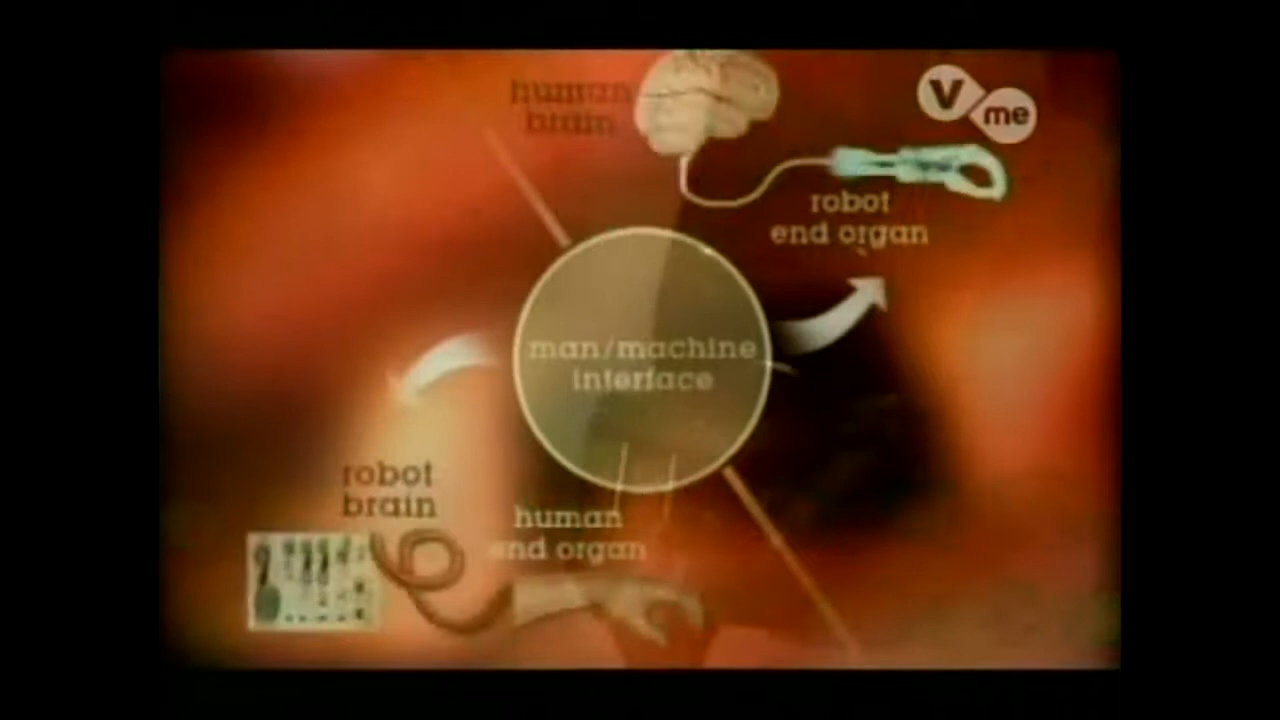 human
brain
V me
robot
end organ
man/machine
interface
robot
brain
human
end organ